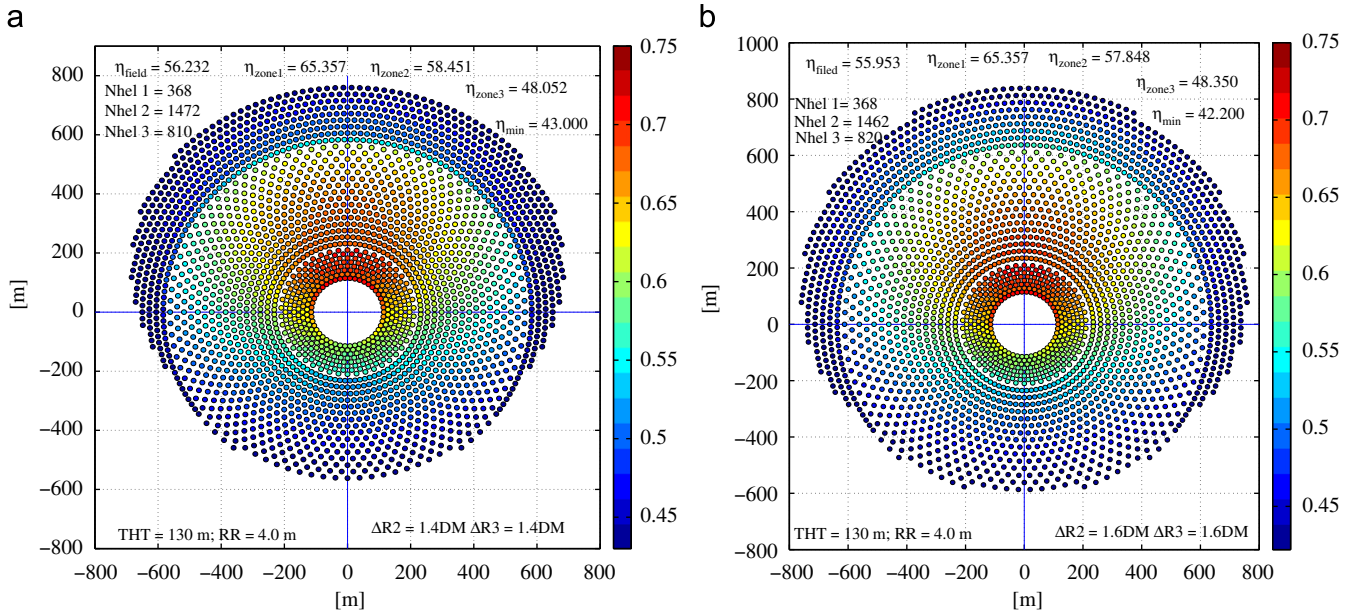 a
η_field = 56.232 η_zone1 = 65.357 η_zone2 = 58.451
η_zone3 = 48.052
Nhel 1 = 368
Nhel 2 = 1472
Nhel 3 = 810
η_min = 43.000
THT = 130 m; RR = 4.0 m
ΔR2 = 1.4DM ΔR3 = 1.4DM
800
600
400
200
0
−200
−400
−600
−800
[m]
−800 −600 −400 −200 0 200 400 600 800
[m]
0.75
0.7
0.65
0.6
0.55
0.5
0.45
b
η_filed = 55.953 η_zone1 = 65.357 η_zone2 = 57.848
η_zone3 = 48.350
Nhel 1= 368
Nhel 2 = 1462
Nhel 3 = 820
η_min = 42.200
THT = 130 m; RR = 4.0 m
ΔR2 = 1.6DM ΔR3 = 1.6DM
1000
800
600
400
200
0
−200
−400
−600
−800
[m]
−800 −600 −400 −200 0 200 400 600 800
[m]
0.75
0.7
0.65
0.6
0.55
0.5
0.45